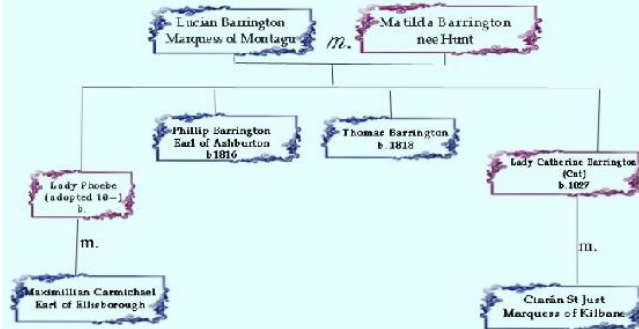 Lucian Barrington
Marquess of Montagu
m.
Matilda Barrington
nee Hunt
Phillip Barrington
Earl of Ashburton
b1816
Thomas Barrington
b.1818
Lady Phoebe
(adopted 10–)
b.
Lady Catherine Barrington
(Cat)
m.
m.
Maximillian Carmichael
Earl of Ellisborough
Ciarán St Just
Marquess of Kilbane